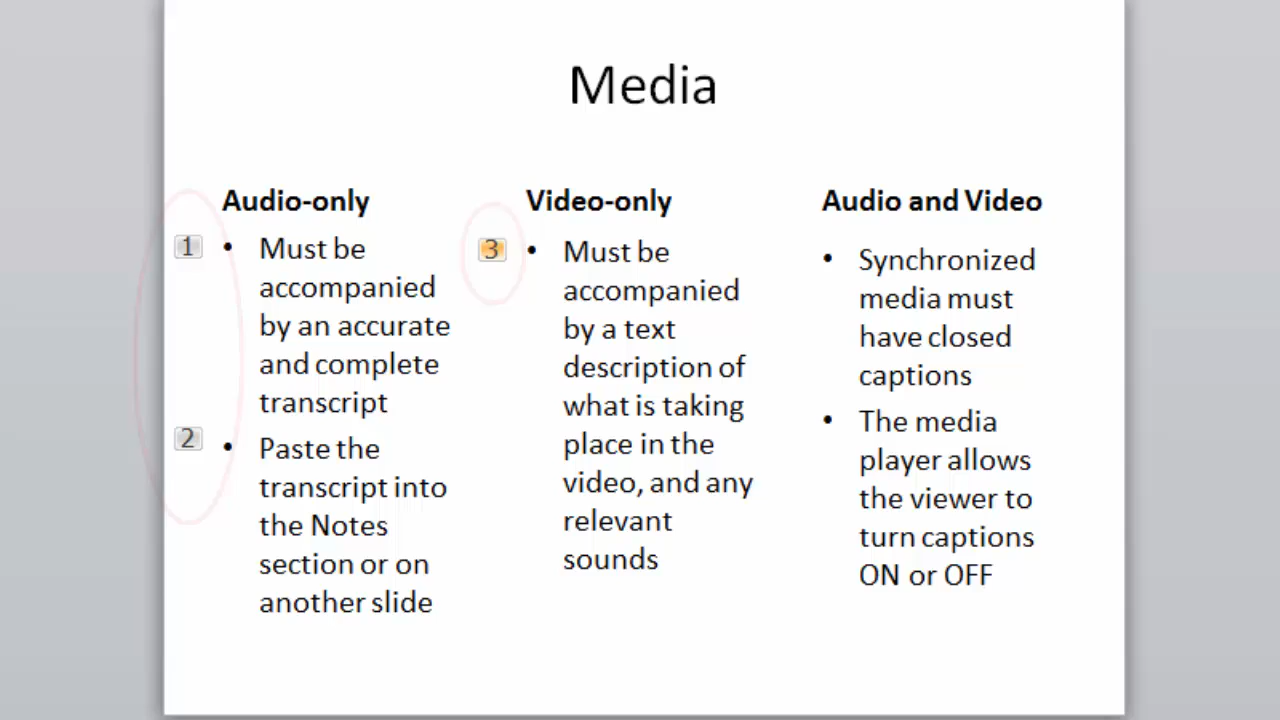 Media
Audio-only
1
• Must be
accompanied
by an accurate
and complete
transcript
2
• Paste the
transcript into
the Notes
section or on
another slide
Video-only
3
• Must be
accompanied
by a text
description of
what is taking
place in the
video, and any
relevant
sounds
Audio and Video
• Synchronized
media must
have closed
captions
• The media
player allows
the viewer to
turn captions
ON or OFF